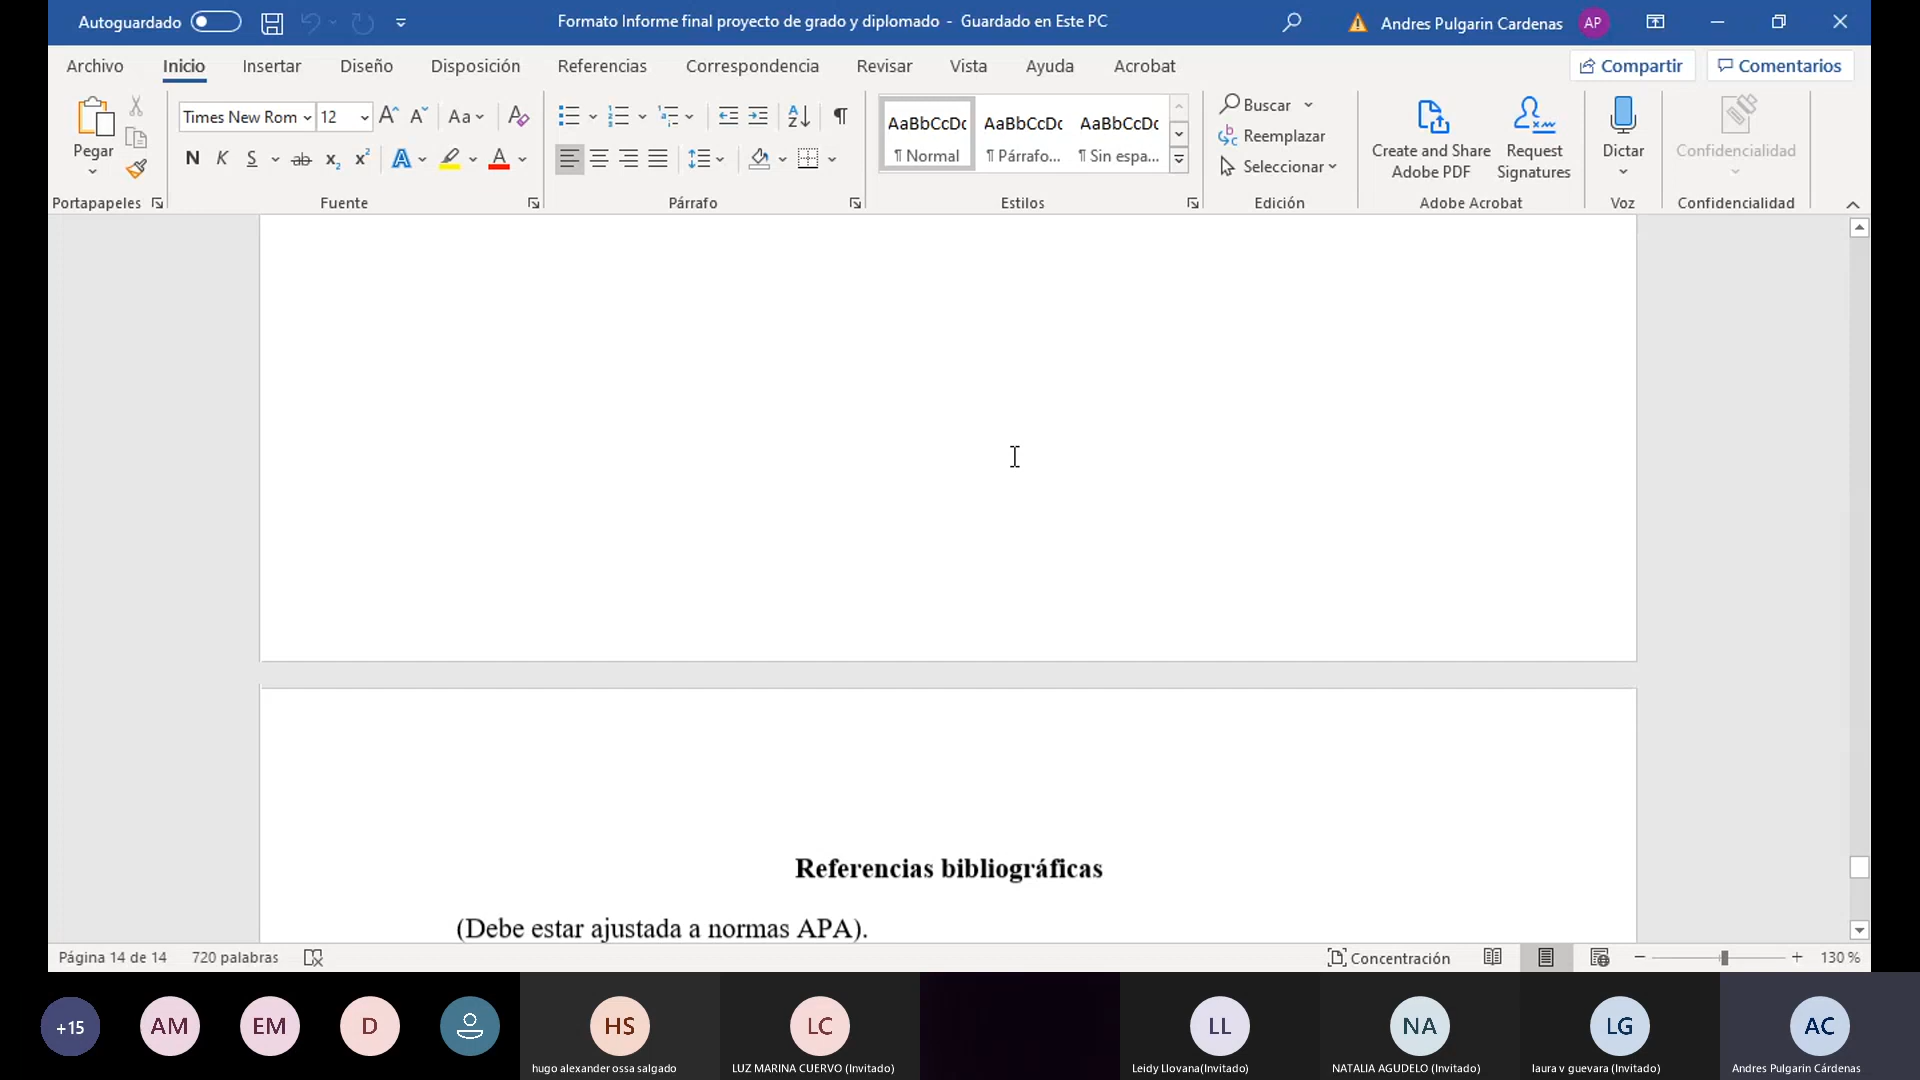 Autoguardado
Formato Informe final proyecto de grado y diplomado - Guardado en Este PC
Andres Pulgarin Cardenas AP
Archivo Inicio Insertar Diseño Disposición Referencias Correspondencia Revisar Vista Ayuda Acrobat
Compartir Comentarios
Pegar
Times New Rom 12
Aa
N K S ab x₂ x²
AaBbCcDc AaBbCcDc AaBbCcDc
¶ Normal ¶ Párrafo... ¶ Sin espa...
Buscar
Reemplazar
Seleccionar
Create and Share
Adobe PDF
Request
Signatures
Dictar
Confidencialidad
Portapapeles Fuente Párrafo Estilos Edición Adobe Acrobat Voz Confidencialidad
Referencias bibliográficas
(Debe estar ajustada a normas APA).
Página 14 de 14 720 palabras
Concentración
130 %
+15 AM EM D HS LC LL NA LG AC
hugo alexander ossa salgado
LUZ MARINA CUERVO (Invitado)
Leidy Llovana(Invitado)
NATALIA AGUDELO (Invitado)
laura v guevara (Invitado)
Andres Pulgarin Cárdenas